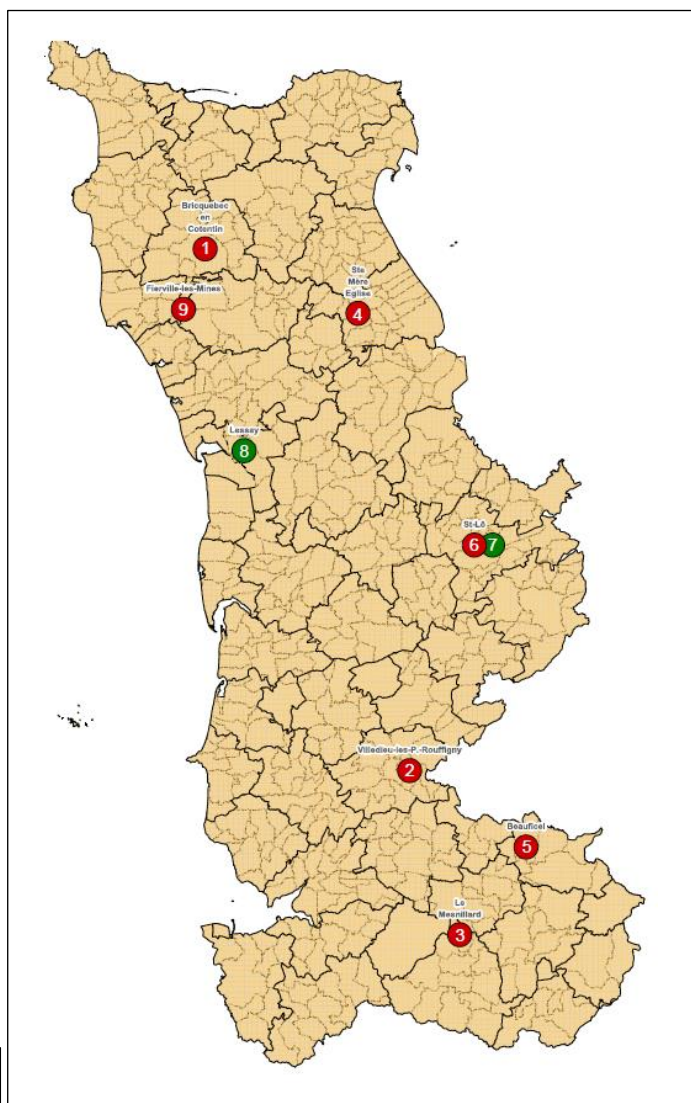 Bricquebec
en
Cotentin
1
Fierville-les-Mines
9
Ste
Mère
Eglise
4
Lessay
8
St-Lô
6 7
Villedieu-les-P.-Rouffigny
2
Beauficel
5
Le
Mesnillard
3